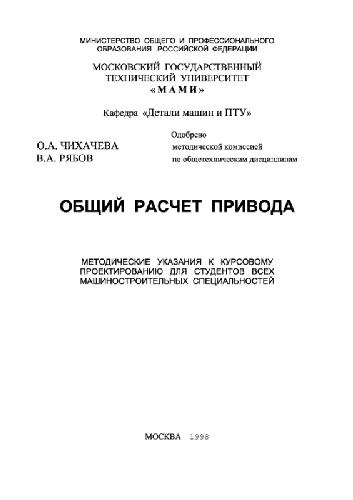 МИНИСТЕРСТВО ОБЩЕГО И ПРОФЕССИОНАЛЬНОГО
ОБРАЗОВАНИЯ РОССИЙСКОЙ ФЕДЕРАЦИИ
МОСКОВСКИЙ ГОСУДАРСТВЕННЫЙ
ТЕХНИЧЕСКИЙ УНИВЕРСИТЕТ
«МАМИ»
Кафедра «Детали машин и ПТУ»
Одобрено
О.А. ЧИХАЧЕВА методической комиссией
В.А. РЯБОВ по общетехническим дисциплинам
ОБЩИЙ РАСЧЕТ ПРИВОДА
МЕТОДИЧЕСКИЕ УКАЗАНИЯ К КУРСОВОМУ
ПРОЕКТИРОВАНИЮ ДЛЯ СТУДЕНТОВ ВСЕХ
МАШИНОСТРОИТЕЛЬНЫХ СПЕЦИАЛЬНОСТЕЙ
МОСКВА 1998